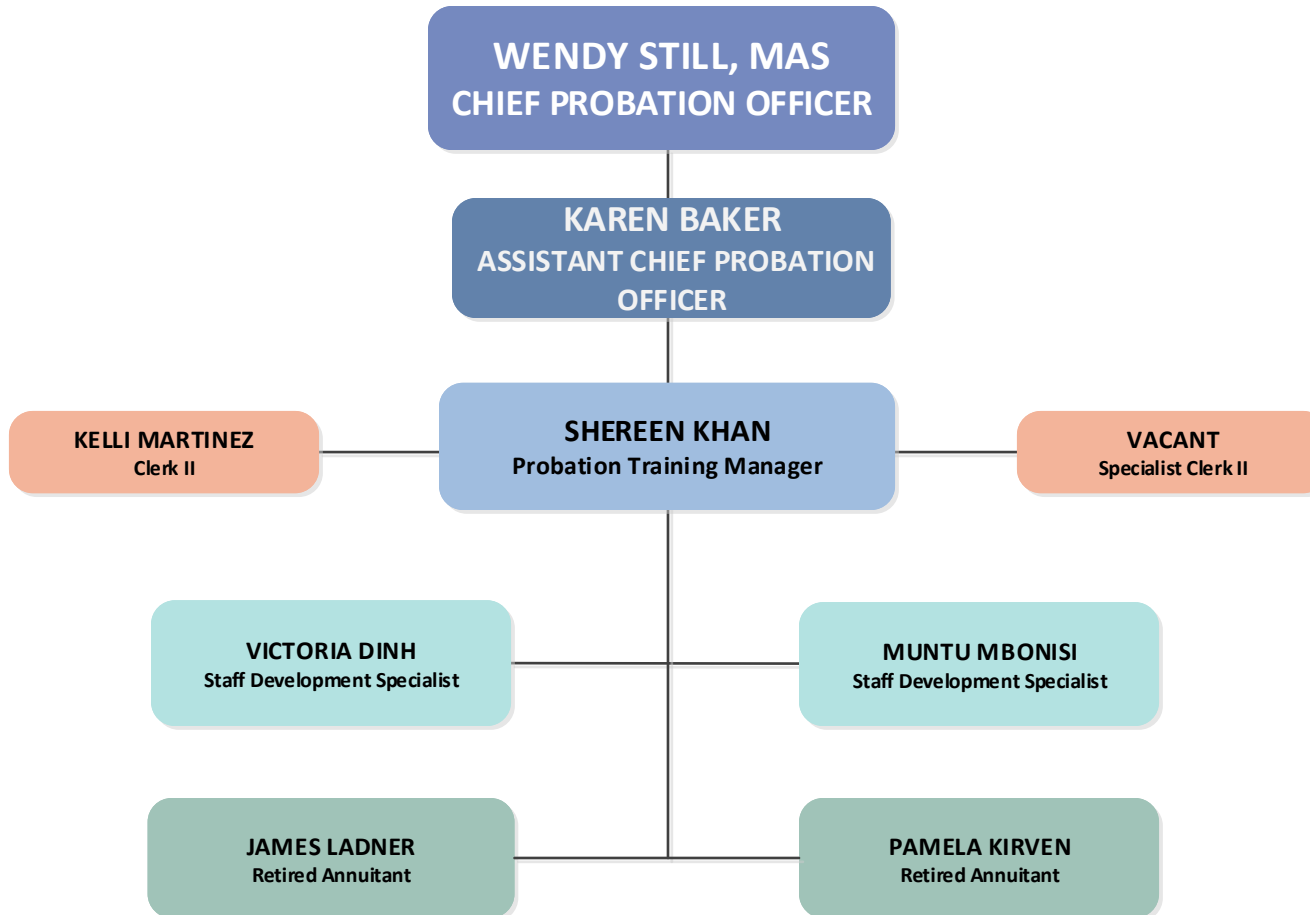 WENDY STILL, MAS
CHIEF PROBATION OFFICER
KAREN BAKER
ASSISTANT CHIEF PROBATION
OFFICER
KELLI MARTINEZ
Clerk II
SHEREEN KHAN
Probation Training Manager
VACANT
Specialist Clerk II
VICTORIA DINH
Staff Development Specialist
MUNTU MBONISI
Staff Development Specialist
JAMES LADNER
Retired Annuitant
PAMELA KIRVEN
Retired Annuitant